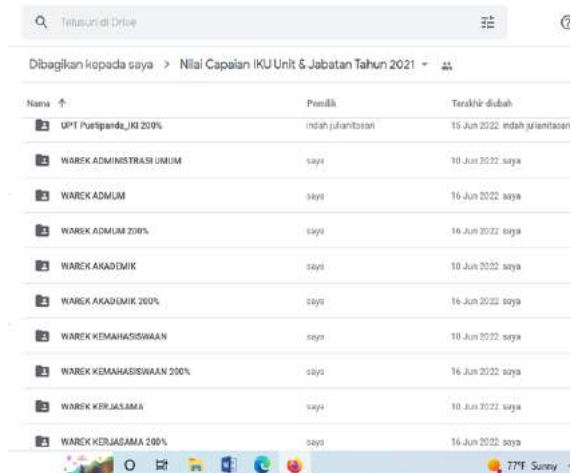 Telusuri di Drive
Dibagikan kepada saya > Nilai Capaian IKU Unit & Jabatan Tahun 2021
Nama Pemilik Terakhir diubah
UPT Pustipanda_IKI 200% indah julianitasari 15 Jun 2022 indah julianitasari
WAREK ADMINISTRASI UMUM saya 10 Jun 2022 saya
WAREK ADMUM saya 16 Jun 2022 saya
WAREK ADMUM 200% saya 16 Jun 2022 saya
WAREK AKADEMIK saya 10 Jun 2022 saya
WAREK AKADEMIK 200% saya 16 Jun 2022 saya
WAREK KEMAHASISWAAN saya 10 Jun 2022 saya
WAREK KEMAHASISWAAN 200% saya 16 Jun 2022 saya
WAREK KERJASAMA saya 10 Jun 2022 saya
WAREK KERJASAMA 200% saya 16 Jun 2022 saya
77°F Sunny